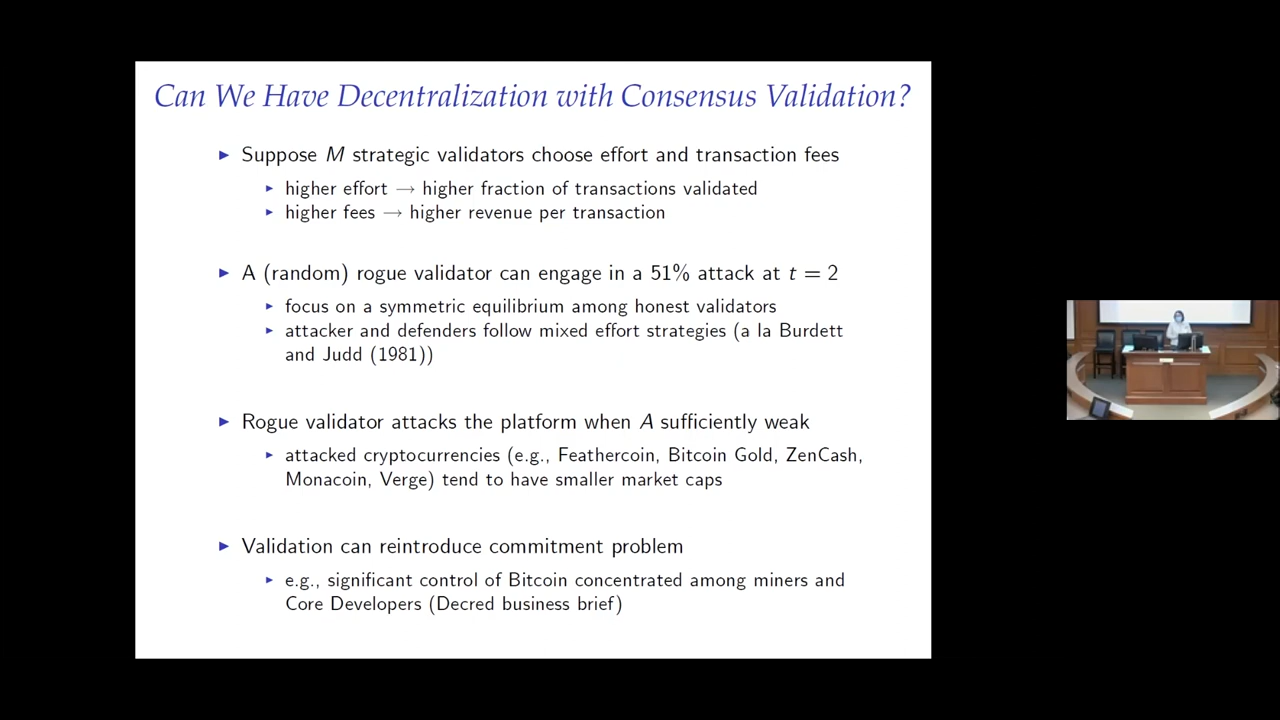 Can We Have Decentralization with Consensus Validation?
▶ Suppose M strategic validators choose effort and transaction fees
▶ higher effort → higher fraction of transactions validated
▶ higher fees → higher revenue per transaction
▶ A (random) rogue validator can engage in a 51% attack at t = 2
▶ focus on a symmetric equilibrium among honest validators
▶ attacker and defenders follow mixed effort strategies (a la Burdett
and Judd (1981))
▶ Rogue validator attacks the platform when A sufficiently weak
▶ attacked cryptocurrencies (e.g., Feathercoin, Bitcoin Gold, ZenCash,
Monacoin, Verge) tend to have smaller market caps
▶ Validation can reintroduce commitment problem
▶ e.g., significant control of Bitcoin concentrated among miners and
Core Developers (Decred business brief)